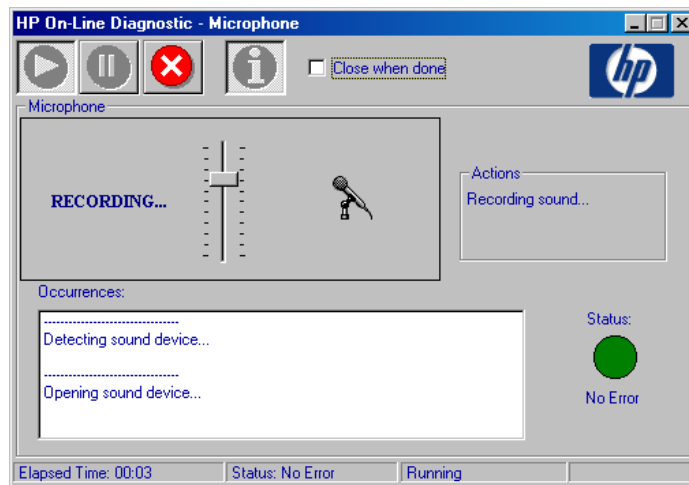 HP On-Line Diagnostic - Microphone
Close when done
hp
Microphone
RECORDING...
Actions
Recording sound...
Occurrences:
--------------------------------
Detecting sound device...
--------------------------------
Opening sound device...
Status:
No Error
Elapsed Time: 00:03
Status: No Error
Running